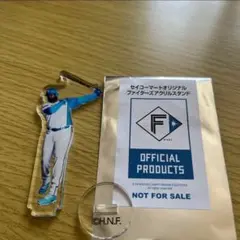 セイコーマートオリジナル
ファイターズアクリルスタンド
F
OFFICIAL
PRODUCTS
NOT FOR SALE
H.N.F.